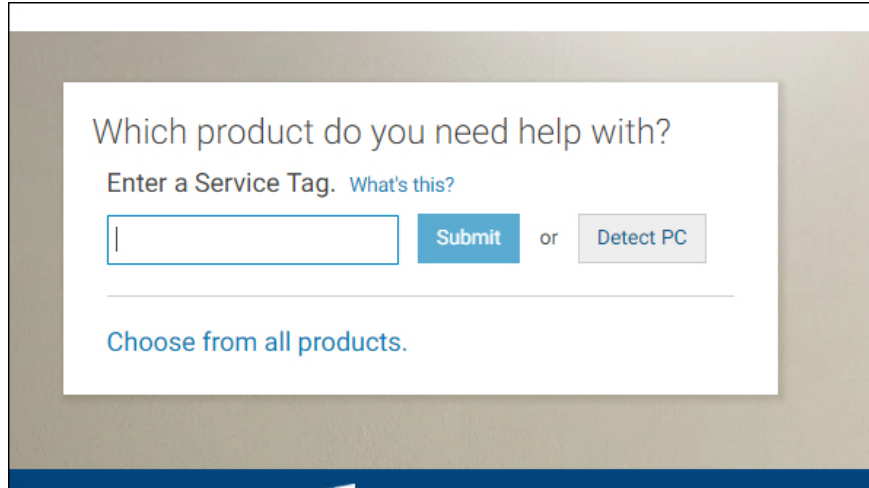 Which product do you need help with?
Enter a Service Tag. What's this?
Submit or Detect PC
Choose from all products.